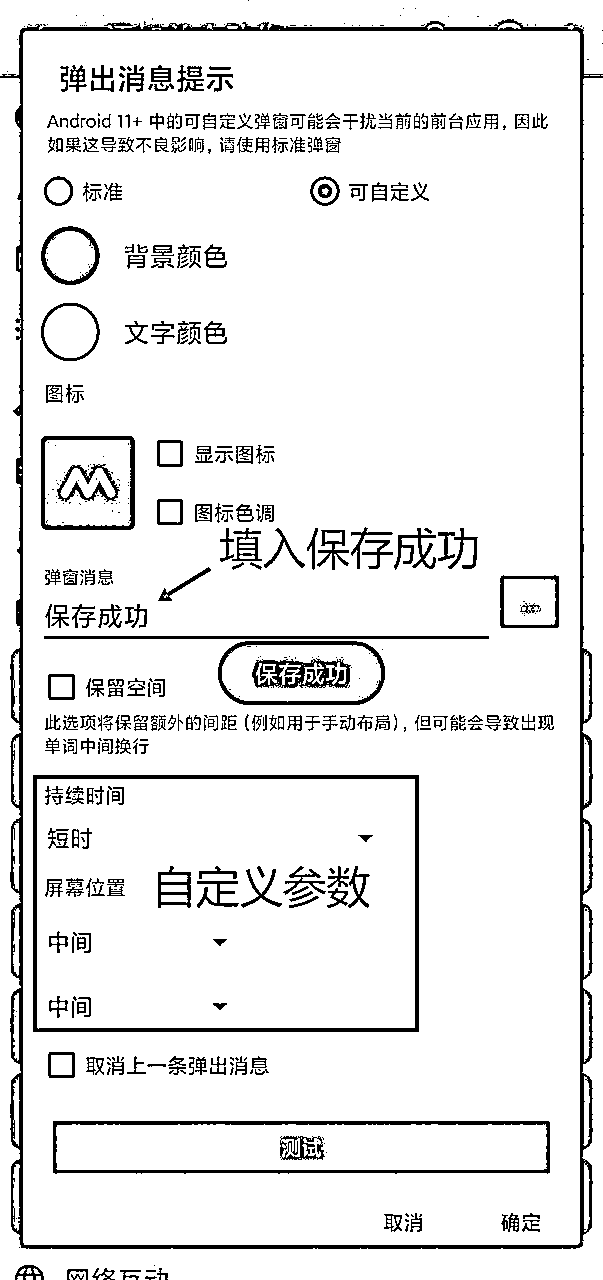 弹出消息提示
Android 11+ 中的可自定义弹窗可能会干扰当前的前台应用, 因此
如果这导致不良影响, 请使用标准弹窗
标准
可自定义
背景颜色
文字颜色
图标
显示图标
图标色调
填入保存成功
弹窗消息
保存成功
保存成功
保留空间
此选项将保留额外的间距 (例如用于手动布局), 但可能会导致出现
单词中间换行
持续时间
短时
屏幕位置
自定义参数
中间
中间
取消上一条弹出消息
测试
取消
确定
网络互动